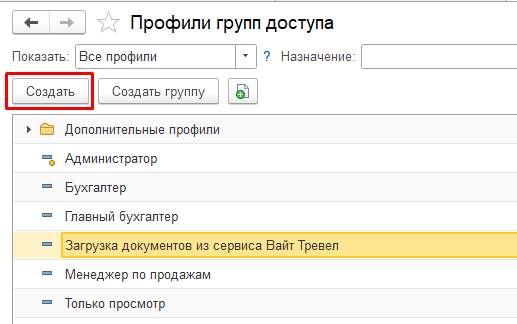 Профили групп доступа
Показать: Все профили ? Назначение:
Создать Создать группу
Дополнительные профили
Администратор
Бухгалтер
Главный бухгалтер
Загрузка документов из сервиса Вайт Тревел
Менеджер по продажам
Только просмотр